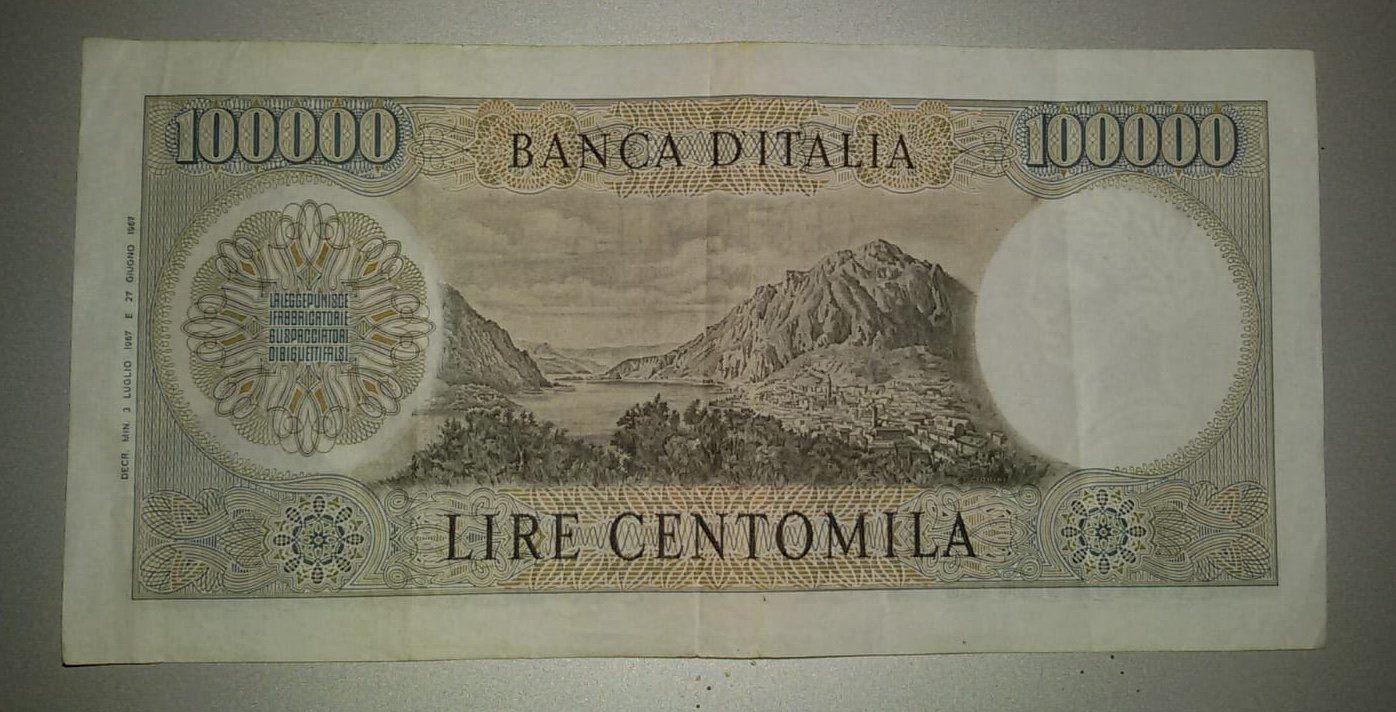 100000
BANCA D'ITALIA
100000
DECR. MIN. 3 LUGLIO 1967 E 27 GIUGNO 1967
LA LEGGE PUNISCE
I FABBRICATORI E
GLI SPACCIATORI
DI BIGLIETTI FALSI
LIRE CENTOMILA